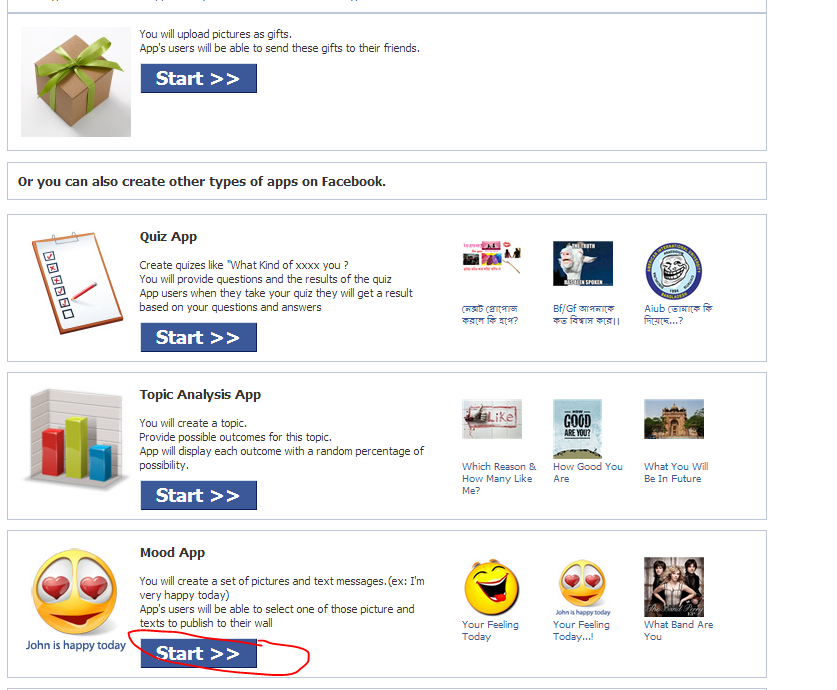 You will upload pictures as gifts.
App's users will be able to send these gifts to their friends.
Start >>
Or you can also create other types of apps on Facebook.
Quiz App
Create quizes like "What Kind of xxxx you ?
You will provide questions and the results of the quiz
App users when they take your quiz they will get a result
based on your questions and answers
Start >>
THE TRUTH
HAS BEEN SPOKEN
নেক্সট প্রোপোজ
করলে কি হপে?
Bf/Gf আপনাকে
কত বিশ্বাস করে।।
Aiub তোমাকে কি
দিয়েছে...?
Topic Analysis App
You will create a topic.
Provide possible outcomes for this topic.
App will display each outcome with a random percentage of
possibility.
Start >>
Like
HOW
GOOD
ARE YOU?
Which Reason &
How Many Like
Me?
How Good You
Are
What You Will
Be In Future
Mood App
You will create a set of pictures and text messages.(ex: I'm
very happy today)
App's users will be able to select one of those picture and
texts to publish to their wall
Start >>
John is happy today
John is happy today
The Band Perry
Your Feeling
Today
Your Feeling
Today...!
What Band Are
You